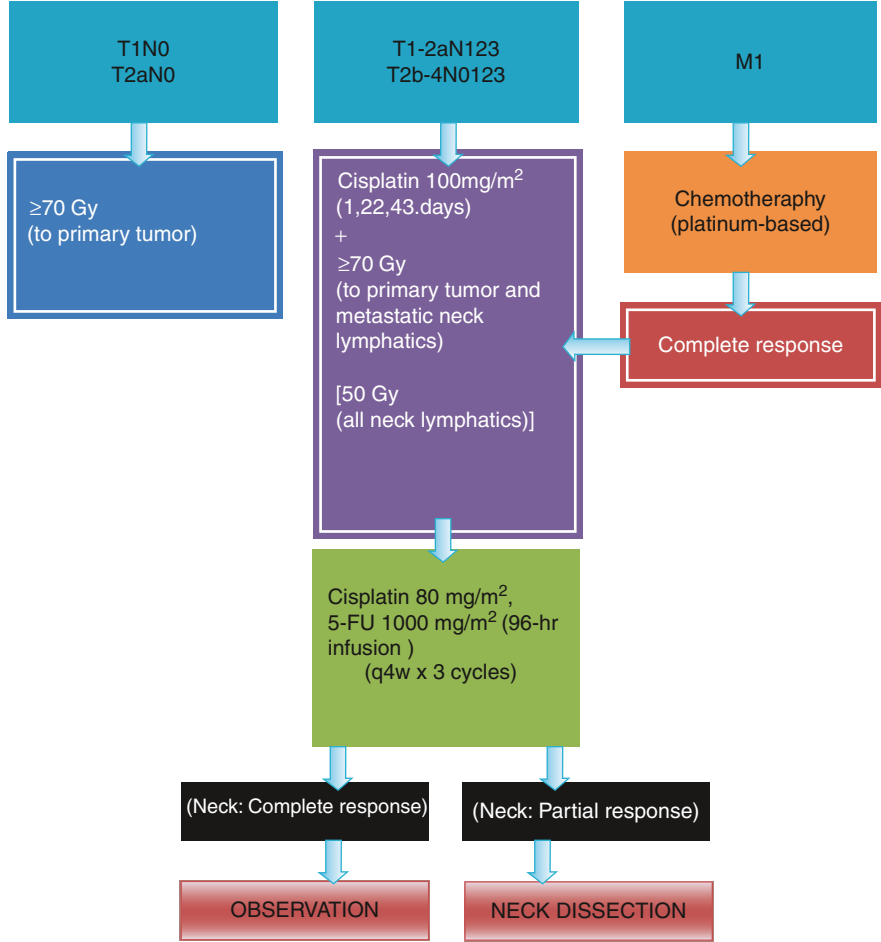 T1N0
T2aN0
T1-2aN123
T2b-4N0123
M1
≥70 Gy
(to primary tumor)
Cisplatin 100mg/m²
(1,22,43.days)
+
≥70 Gy
(to primary tumor and
metastatic neck
lymphatics)
[50 Gy
(all neck lymphatics)]
Chemotheraphy
(platinum-based)
Complete response
Cisplatin 80 mg/m²,
5-FU 1000 mg/m² (96-hr
infusion )
(q4w x 3 cycles)
(Neck: Complete response)
(Neck: Partial response)
OBSERVATION
NECK DISSECTION